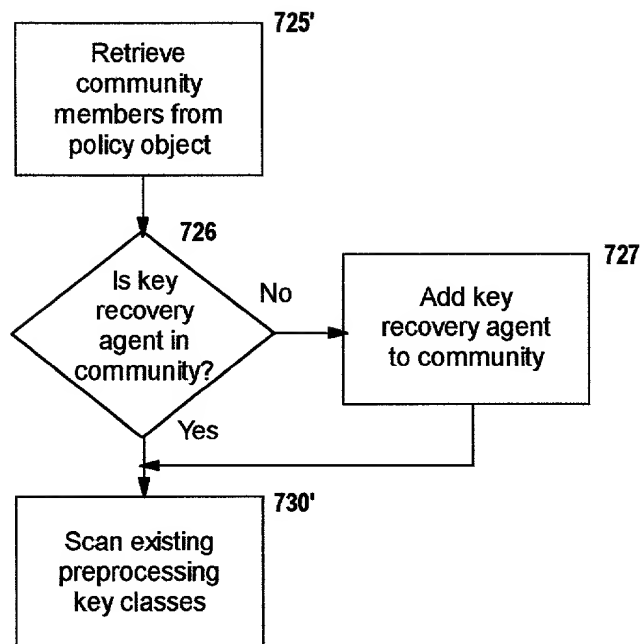 725'
Retrieve
community
members from
policy object
726
Is key
recovery
agent in
community?
No
727
Add key
recovery agent
to community
Yes
730'
Scan existing
preprocessing
key classes